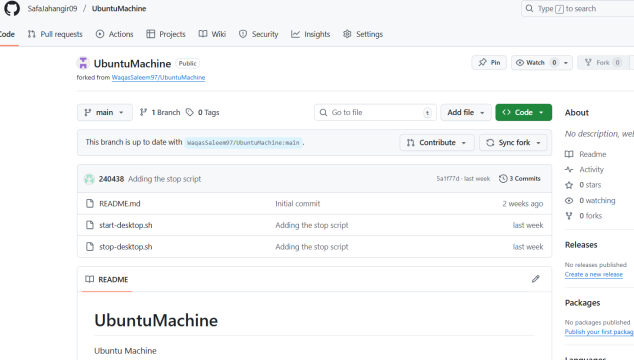 SafaJahangir09 / UbuntuMachine
Type / to search
Code Pull requests Actions Projects Wiki Security Insights Settings
UbuntuMachine Public
Pin Watch 0 Fork 0
forked from WaqasSaleem97/UbuntuMachine
main 1 Branch 0 Tags Go to file t Add file <> Code
About
This branch is up to date with WaqasSaleem97/UbuntuMachine:main .
Contribute Sync fork
No description, we
Readme
240438 Adding the stop script 5a1f77d · last week 3 Commits
Activity
0 stars
README.md Initial commit 2 weeks ago
0 watching
0 forks
start-desktop.sh Adding the stop script last week
stop-desktop.sh Adding the stop script last week
Releases
No releases published
Create a new release
README
Packages
No packages published
Publish your first packag
UbuntuMachine
Ubuntu Machine
Languages